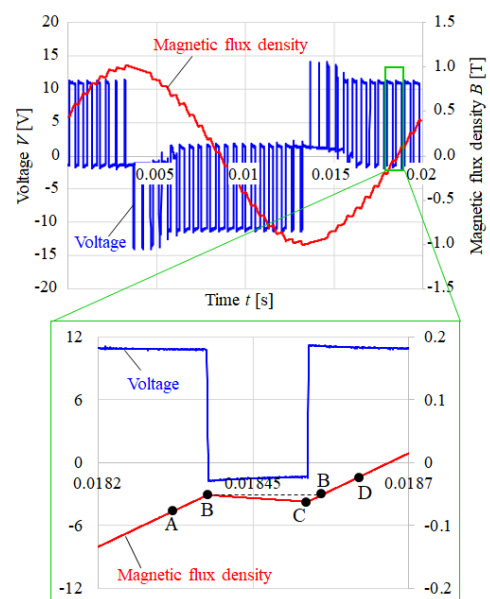 20
15
10
5
0
-5
-10
-15
-20
Voltage V [V]
1.5
1.0
0.5
0.0
-0.5
-1.0
-1.5
Magnetic flux density B [T]
Magnetic flux density
0.005 0.01 0.015 0.02
Voltage
Time t [s]
12
6
0
-6
-12
0.2
0.1
0
-0.1
-0.2
Voltage
0.0182 0.01845 0.0187
A B C B D
Magnetic flux density